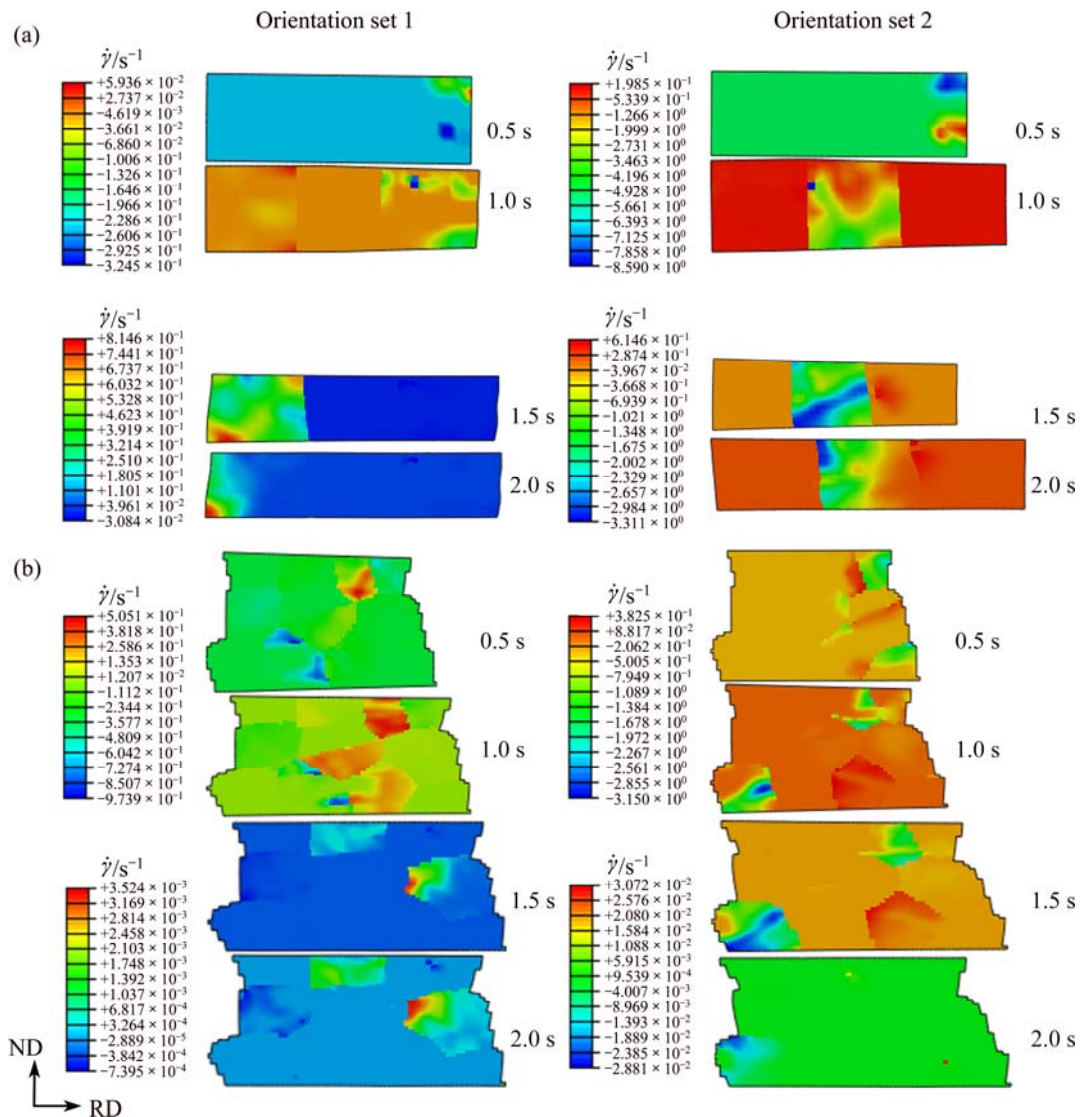 Orientation set 1
Orientation set 2
(a)
γ̇/s⁻¹
+5.936 × 10⁻²
+2.737 × 10⁻²
−4.619 × 10⁻³
−3.661 × 10⁻²
−6.860 × 10⁻²
−1.006 × 10⁻¹
−1.326 × 10⁻¹
−1.646 × 10⁻¹
−1.966 × 10⁻¹
−2.286 × 10⁻¹
−2.606 × 10⁻¹
−2.925 × 10⁻¹
−3.245 × 10⁻¹
0.5 s
1.0 s
γ̇/s⁻¹
+1.985 × 10⁻¹
−5.339 × 10⁻¹
−1.266 × 10⁰
−1.999 × 10⁰
−2.731 × 10⁰
−3.463 × 10⁰
−4.195 × 10⁰
−4.928 × 10⁰
−5.661 × 10⁰
−6.393 × 10⁰
−7.125 × 10⁰
−7.858 × 10⁰
−8.590 × 10⁰
0.5 s
1.0 s
γ̇/s⁻¹
+8.146 × 10⁻¹
+7.441 × 10⁻¹
+6.737 × 10⁻¹
+6.032 × 10⁻¹
+5.328 × 10⁻¹
+4.623 × 10⁻¹
+3.919 × 10⁻¹
+3.214 × 10⁻¹
+2.510 × 10⁻¹
+1.805 × 10⁻¹
+1.101 × 10⁻¹
+3.961 × 10⁻²
−3.084 × 10⁻²
1.5 s
2.0 s
γ̇/s⁻¹
+6.146 × 10⁻¹
+2.874 × 10⁻¹
−3.967 × 10⁻²
−3.668 × 10⁻¹
−6.939 × 10⁻¹
−1.021 × 10⁰
−1.348 × 10⁰
−1.675 × 10⁰
−2.002 × 10⁰
−2.329 × 10⁰
−2.657 × 10⁰
−2.984 × 10⁰
−3.311 × 10⁰
1.5 s
2.0 s
(b)
γ̇/s⁻¹
+5.051 × 10⁻¹
+3.818 × 10⁻¹
+2.586 × 10⁻¹
+1.353 × 10⁻¹
+1.207 × 10⁻²
−1.112 × 10⁻¹
−2.344 × 10⁻¹
−3.577 × 10⁻¹
−4.809 × 10⁻¹
−6.042 × 10⁻¹
−7.274 × 10⁻¹
−8.507 × 10⁻¹
−9.739 × 10⁻¹
0.5 s
1.0 s
γ̇/s⁻¹
+3.825 × 10⁻¹
+8.817 × 10⁻²
−2.062 × 10⁻¹
−5.005 × 10⁻¹
−7.949 × 10⁻¹
−1.089 × 10⁰
−1.384 × 10⁰
−1.678 × 10⁰
−1.972 × 10⁰
−2.267 × 10⁰
−2.561 × 10⁰
−2.855 × 10⁰
−3.150 × 10⁰
0.5 s
1.0 s
γ̇/s⁻¹
+3.524 × 10⁻³
+3.169 × 10⁻³
+2.814 × 10⁻³
+2.458 × 10⁻³
+2.103 × 10⁻³
+1.748 × 10⁻³
+1.392 × 10⁻³
+1.037 × 10⁻³
+6.817 × 10⁻⁴
+3.264 × 10⁻⁴
−2.889 × 10⁻⁵
−3.842 × 10⁻⁴
−7.395 × 10⁻⁴
1.5 s
2.0 s
γ̇/s⁻¹
+3.072 × 10⁻²
+2.576 × 10⁻²
+2.080 × 10⁻²
+1.584 × 10⁻²
+1.088 × 10⁻²
+5.915 × 10⁻³
+9.539 × 10⁻⁴
−4.007 × 10⁻³
−8.969 × 10⁻³
−1.393 × 10⁻²
−1.889 × 10⁻²
−2.385 × 10⁻²
−2.881 × 10⁻²
1.5 s
2.0 s
ND
RD